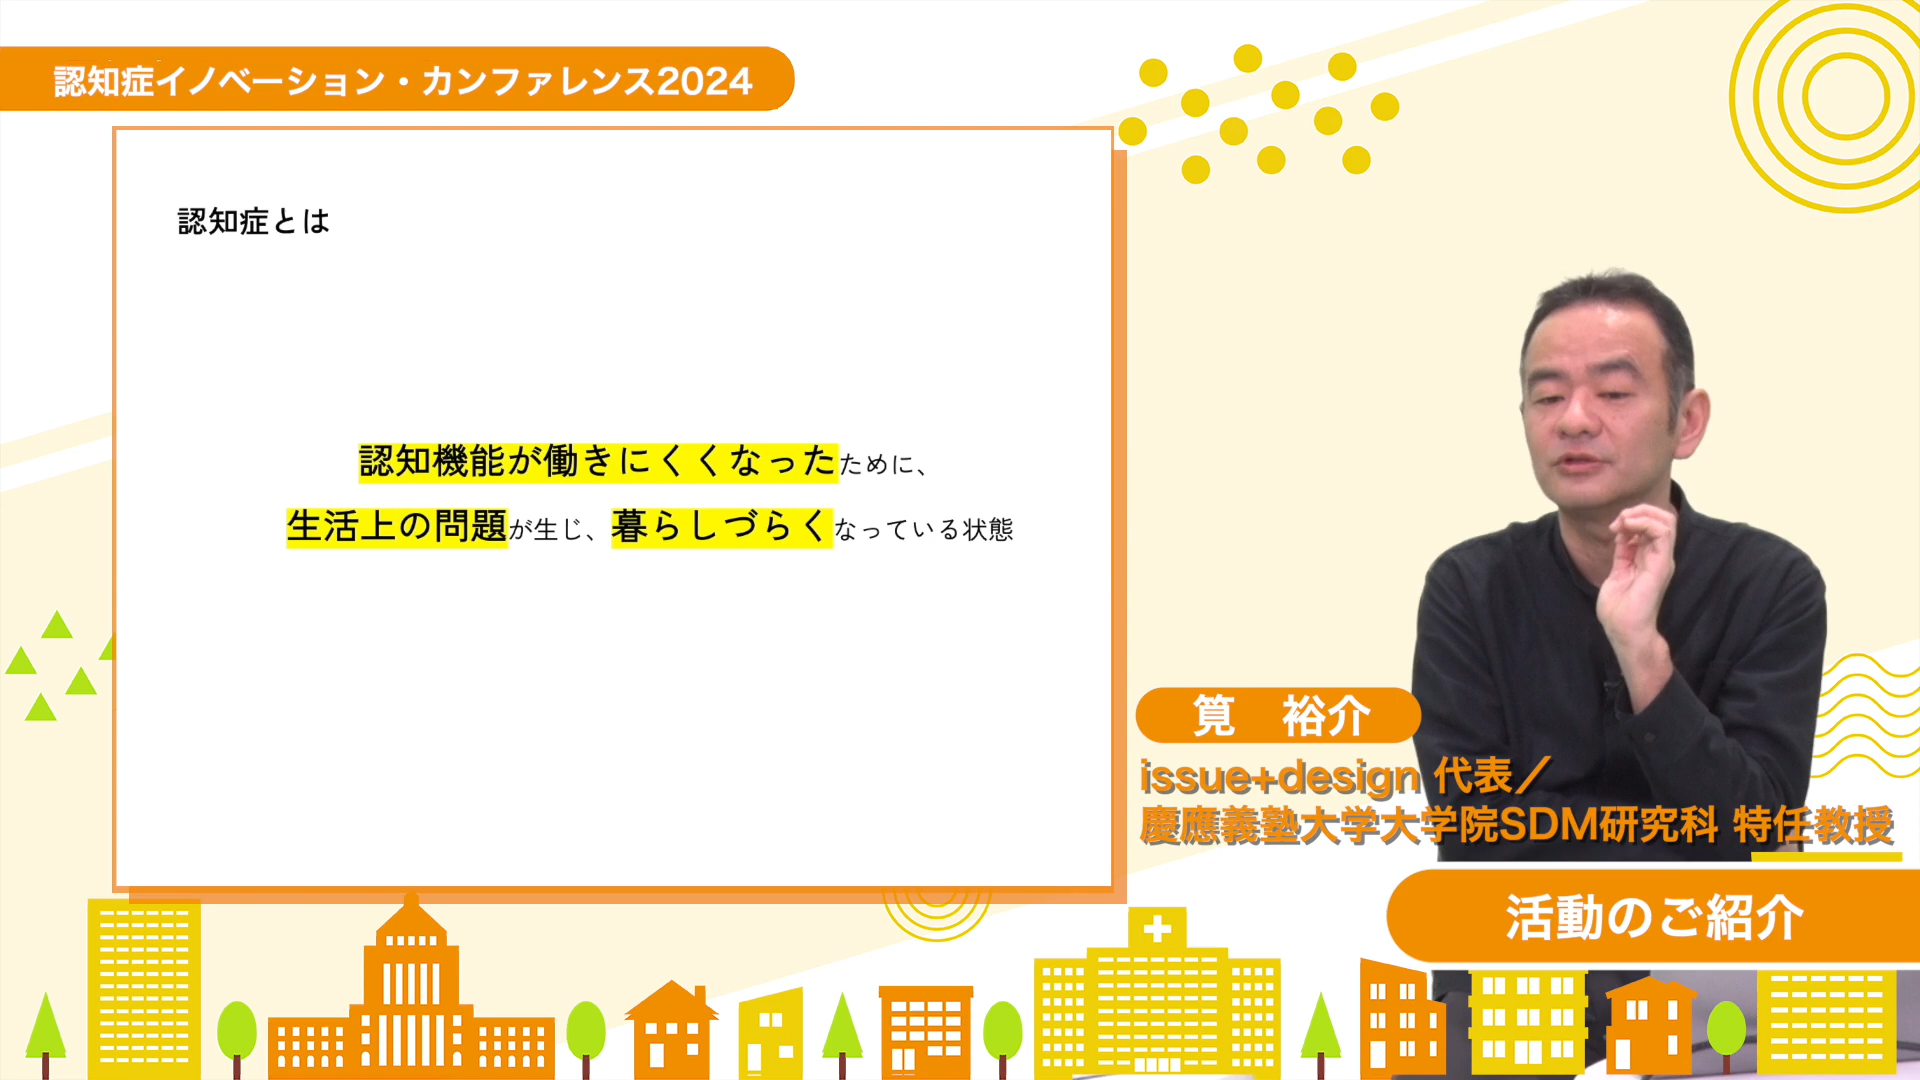 認知症イノベーション・カンファレンス2024
認知症とは
認知機能が働きにくくなったために、
生活上の問題が生じ、暮らしづらくなっている状態
筧　裕介
issue+design 代表／
慶應義塾大学大学院SDM研究科 特任教授
活動のご紹介